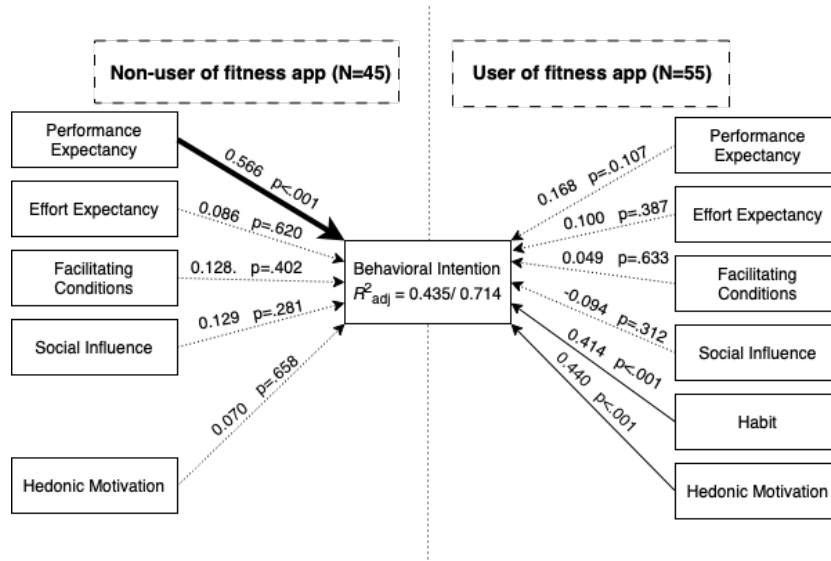 Non-user of fitness app (N=45)
Performance
Expectancy
0.566 p<.001
Effort Expectancy
0.086 p=.620
Facilitating
Conditions
0.128. p=.402
Social Influence
0.129 p=.281
Hedonic Motivation
0.070 p=.658
Behavioral Intention
R²adj = 0.435/ 0.714
User of fitness app (N=55)
Performance
Expectancy
0.168 p=.0.107
Effort Expectancy
0.100 p=.387
Facilitating
Conditions
0.049 p=.633
Social Influence
-0.094 p=.312
Habit
0.414 p<.001
Hedonic Motivation
0.440 p<.001